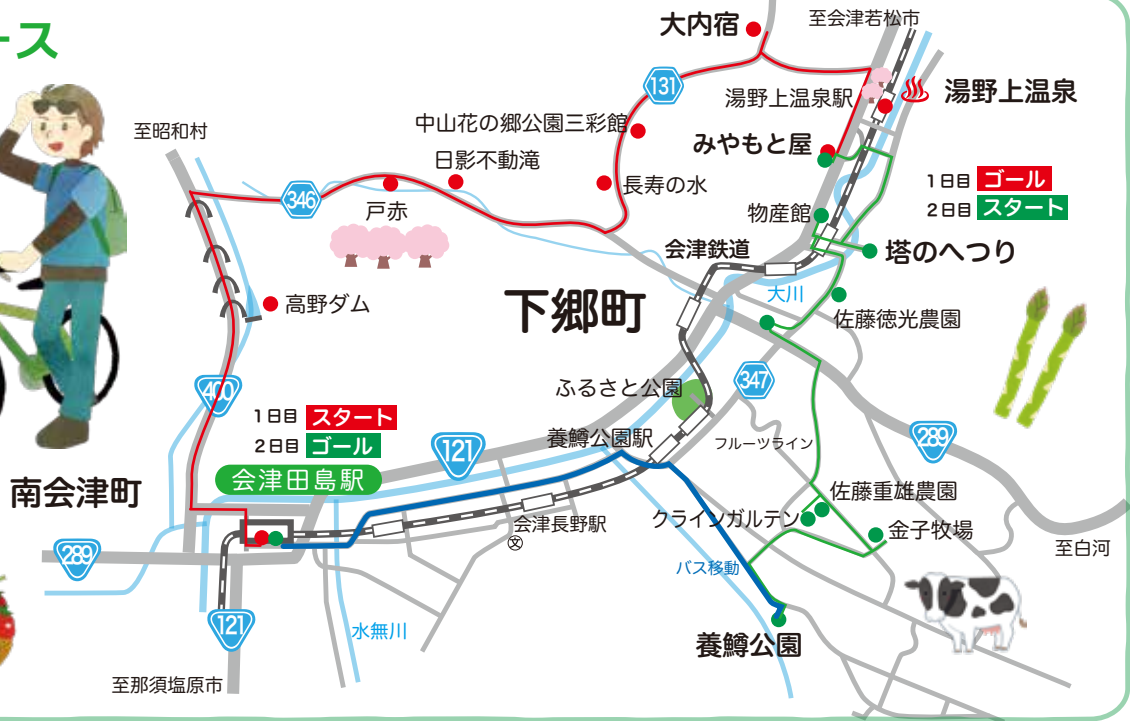 ース
大内宿
至会津若松市
131
湯野上温泉駅
湯野上温泉
至昭和村
中山花の郷公園三彩館
みやもと屋
日影不動滝
長寿の水
1日目 ゴール
2日目 スタート
346
戸赤
物産館
会津鉄道
塔のへつり
大川
高野ダム
下郷町
佐藤徳光農園
347
400
ふるさと公園
1日目 スタート
2日目 ゴール
121
養鱒公園駅
フルーツライン
289
会津田島駅
南会津町
佐藤重雄農園
クラインガルテン
会津長野駅
文
金子牧場
289
至白河
バス移動
121
水無川
養鱒公園
至那須塩原市